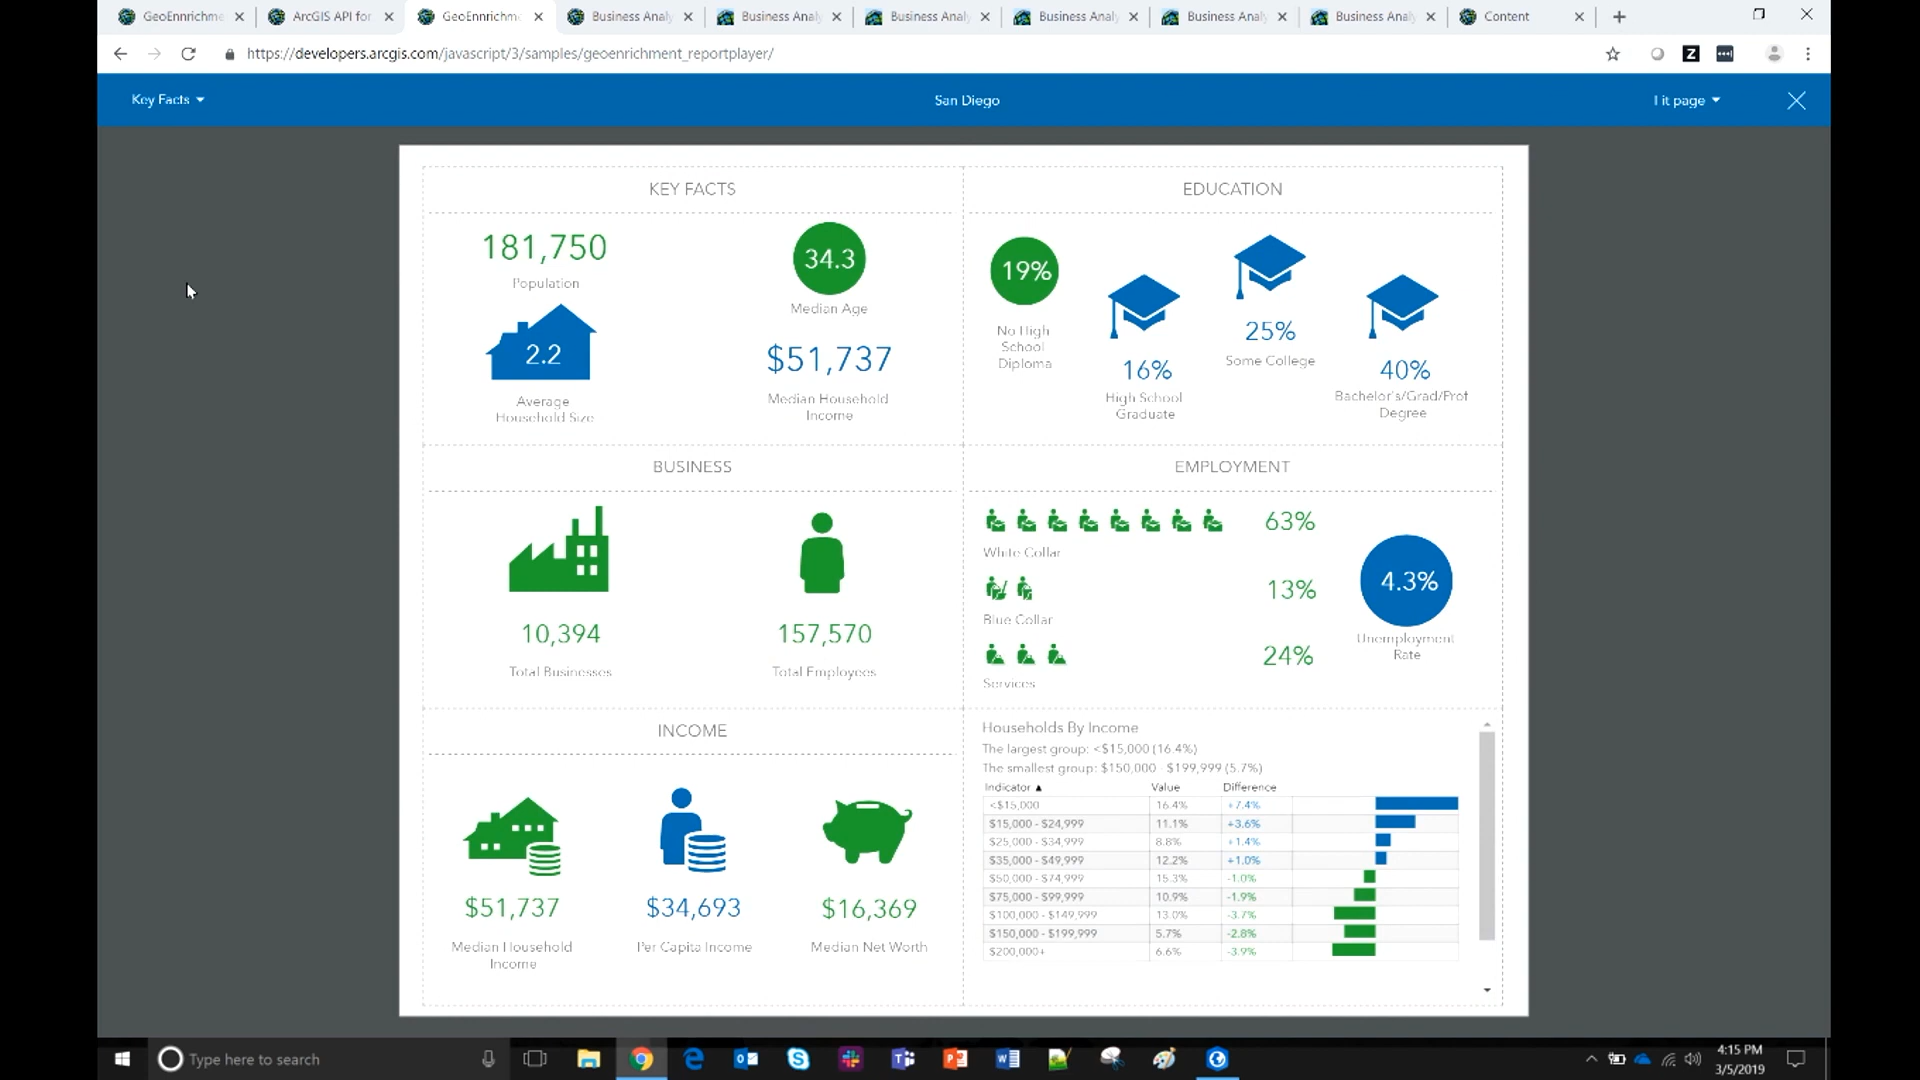 GeoEnnrichme
ArcGIS API for
GeoEnnrichme
Business Analy
Business Analy
Business Analy
Business Analy
Business Analy
Business Analy
Content
https://developers.arcgis.com/javascript/3/samples/geoenrichment_reportplayer/
Z
Key Facts
San Diego
Fit page
KEY FACTS
181,750
Population
34.3
Median Age
2.2
Average
Household Size
$51,737
Median Household
Income
EDUCATION
19%
No High
School
Diploma
16%
High School
Graduate
25%
Some College
40%
Bachelor's/Grad/Prof
Degree
BUSINESS
10,394
Total Businesses
157,570
Total Employees
EMPLOYMENT
63%
White Collar
13%
Blue Collar
24%
Services
4.3%
Unemployment
Rate
INCOME
$51,737
Median Household
Income
$34,693
Per Capita Income
$16,369
Median Net Worth
Households By Income
The largest group: <$15,000 (16.4%)
The smallest group: $150,000 - $199,999 (5.7%)
Indicator ▲ Value Difference
<$15,000 16.4% +7.4%
$15,000 - $24,999 11.1% +3.6%
$25,000 - $34,999 8.8% +1.4%
$35,000 - $49,999 12.2% +1.0%
$50,000 - $74,999 15.3% -1.0%
$75,000 - $99,999 10.9% -1.9%
$100,000 - $149,999 13.0% -3.7%
$150,000 - $199,999 5.7% -2.8%
$200,000+ 6.6% -3.9%
Type here to search
4:15 PM
3/5/2019